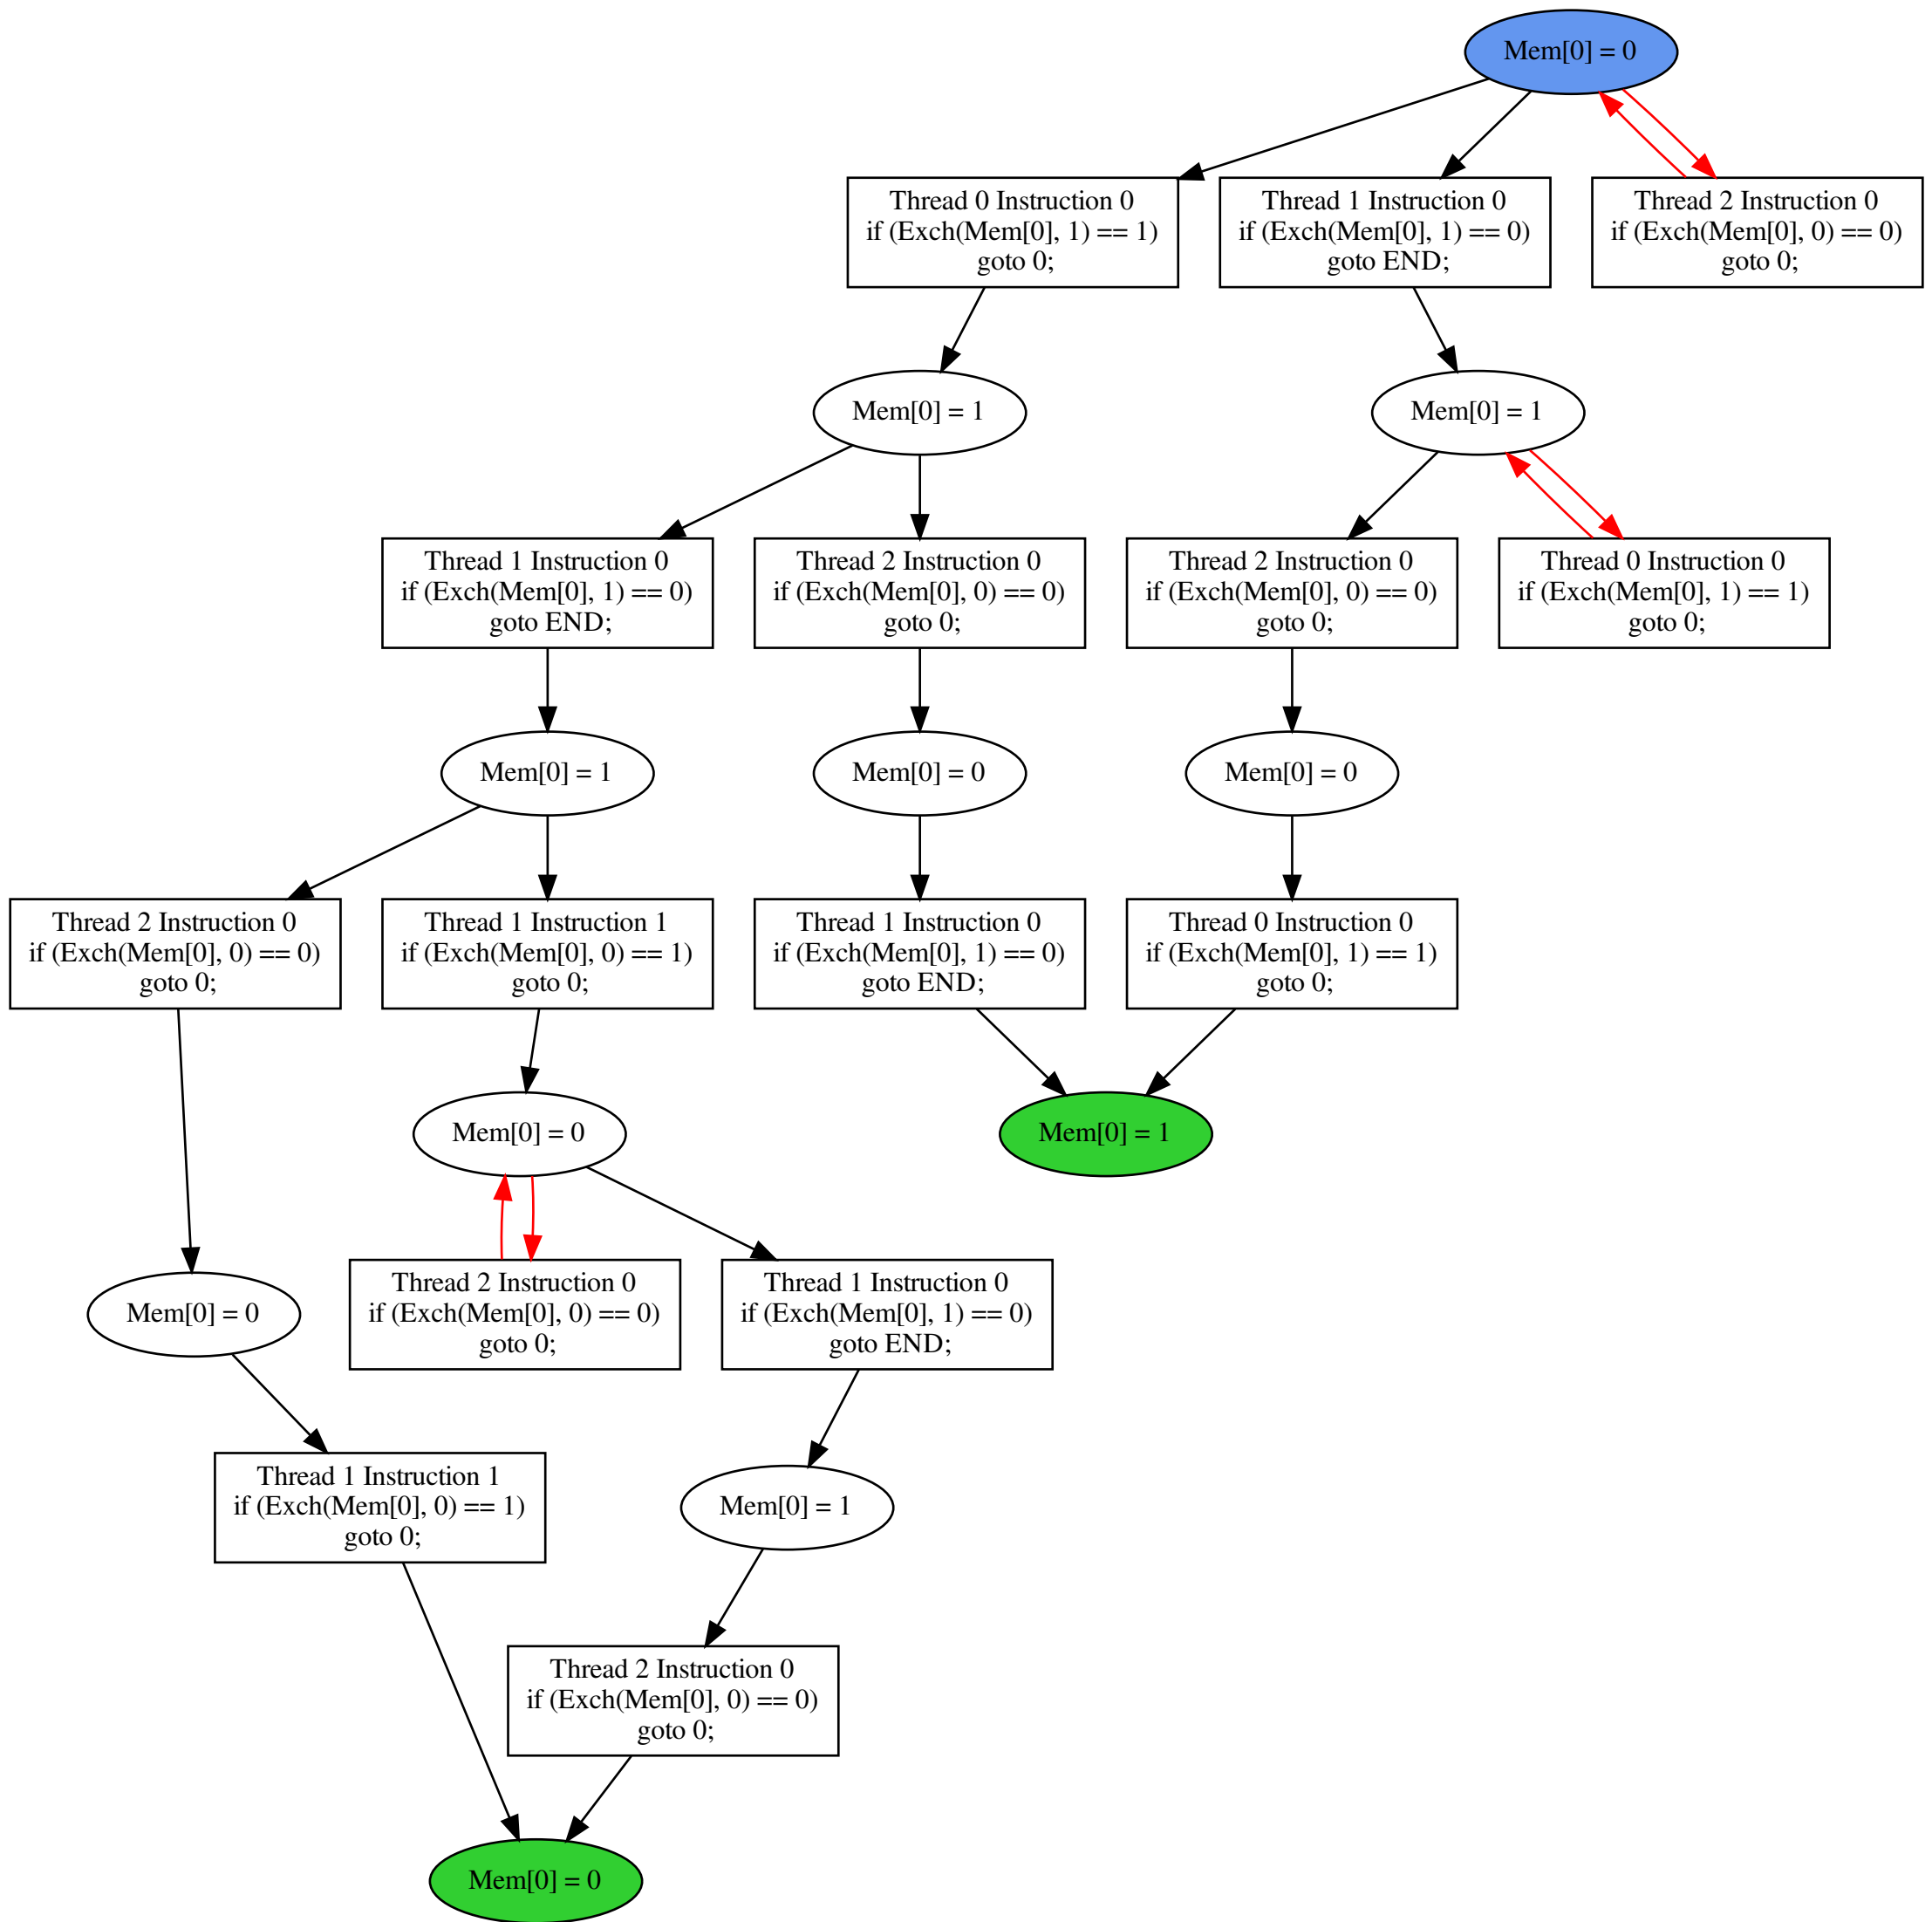 Mem[0] = 0
Thread 0 Instruction 0
if (Exch(Mem[0], 1) == 1)
goto 0;
Thread 1 Instruction 0
if (Exch(Mem[0], 1) == 0)
goto END;
Thread 2 Instruction 0
if (Exch(Mem[0], 0) == 0)
goto 0;
Mem[0] = 1
Mem[0] = 1
Thread 1 Instruction 0
if (Exch(Mem[0], 1) == 0)
goto END;
Thread 2 Instruction 0
if (Exch(Mem[0], 0) == 0)
goto 0;
Thread 2 Instruction 0
if (Exch(Mem[0], 0) == 0)
goto 0;
Thread 0 Instruction 0
if (Exch(Mem[0], 1) == 1)
goto 0;
Mem[0] = 1
Mem[0] = 0
Mem[0] = 0
Thread 2 Instruction 0
if (Exch(Mem[0], 0) == 0)
goto 0;
Thread 1 Instruction 1
if (Exch(Mem[0], 0) == 1)
goto 0;
Thread 1 Instruction 0
if (Exch(Mem[0], 1) == 0)
goto END;
Thread 0 Instruction 0
if (Exch(Mem[0], 1) == 1)
goto 0;
Mem[0] = 0
Mem[0] = 1
Mem[0] = 0
Thread 2 Instruction 0
if (Exch(Mem[0], 0) == 0)
goto 0;
Thread 1 Instruction 0
if (Exch(Mem[0], 1) == 0)
goto END;
Thread 1 Instruction 1
if (Exch(Mem[0], 0) == 1)
goto 0;
Mem[0] = 1
Thread 2 Instruction 0
if (Exch(Mem[0], 0) == 0)
goto 0;
Mem[0] = 0